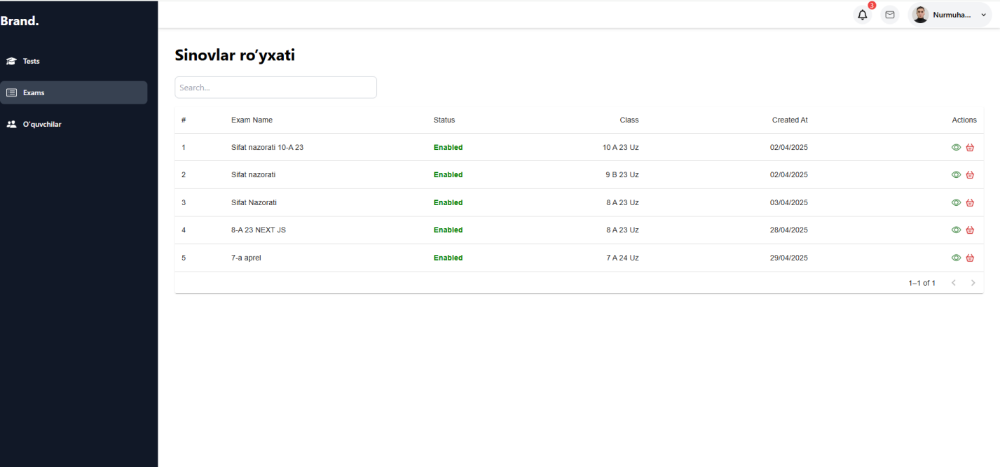 Brand.
3
Nurmuha...
Tests
Exams
O'quvchilar
Sinovlar ro'yxati
Search...
# Exam Name Status Class Created At Actions
1 Sifat nazorati 10-A 23 Enabled 10 A 23 Uz 02/04/2025
2 Sifat nazorati Enabled 9 B 23 Uz 02/04/2025
3 Sifat Nazorati Enabled 8 A 23 Uz 03/04/2025
4 8-A 23 NEXT JS Enabled 8 A 23 Uz 28/04/2025
5 7-a aprel Enabled 7 A 24 Uz 29/04/2025
1–1 of 1